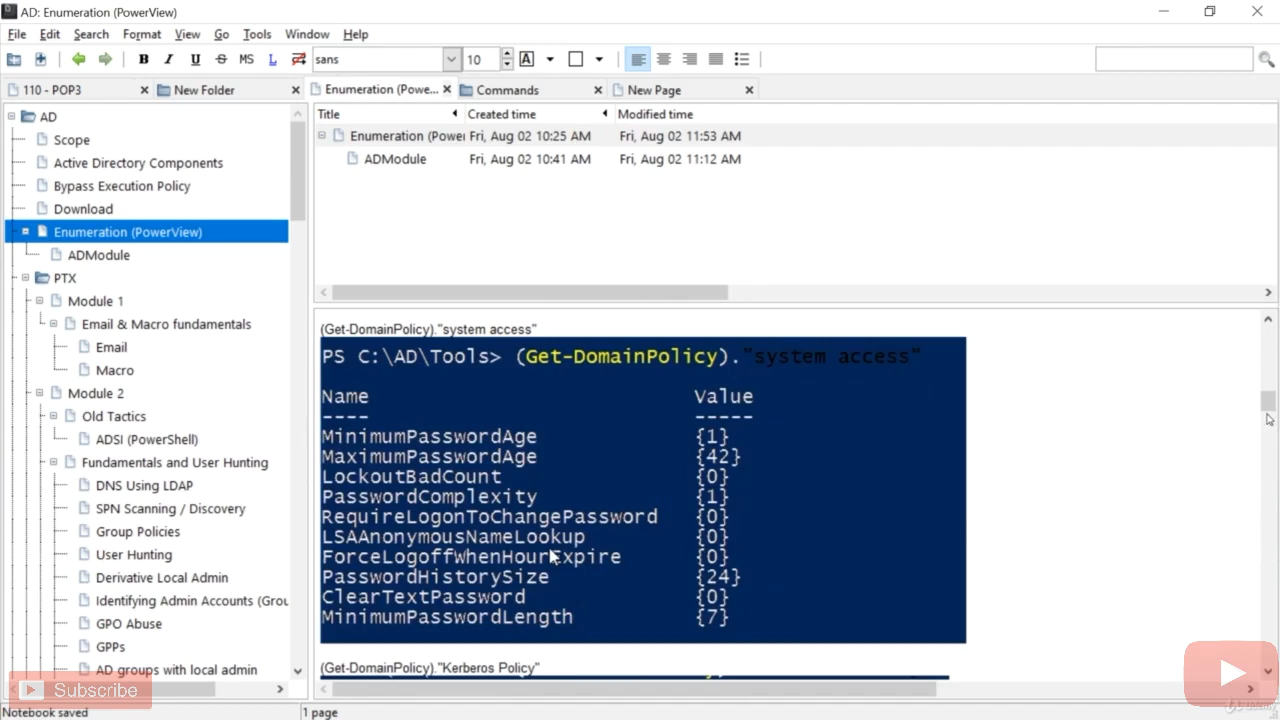 AD: Enumeration (PowerView)
File Edit Search Format View Go Tools Window Help
B I U S MS L sans 10 A
110 - POP3
New Folder
Enumeration (Powe...
Commands
New Page
AD
Scope
Active Directory Components
Bypass Execution Policy
Download
Enumeration (PowerView)
ADModule
PTX
Module 1
Email & Macro fundamentals
Email
Macro
Module 2
Old Tactics
ADSI (PowerShell)
Fundamentals and User Hunting
DNS Using LDAP
SPN Scanning / Discovery
Group Policies
User Hunting
Derivative Local Admin
Identifying Admin Accounts (Grou
GPO Abuse
GPPs
AD groups with local admin
Subscribe
Title Created time Modified time
Enumeration (Power Fri, Aug 02 10:25 AM Fri, Aug 02 11:53 AM
ADModule Fri, Aug 02 10:41 AM Fri, Aug 02 11:12 AM
(Get-DomainPolicy)."system access"
PS C:\AD\Tools> (Get-DomainPolicy)."system access"
Name Value
---- -----
MinimumPasswordAge {1}
MaximumPasswordAge {42}
LockoutBadCount {0}
PasswordComplexity {1}
RequireLogonToChangePassword {0}
LSAAnonymousNameLookup {0}
ForceLogoffWhenHourExpire {0}
PasswordHistorySize {24}
ClearTextPassword {0}
MinimumPasswordLength {7}
(Get-DomainPolicy)."Kerberos Policy"
Udemy
Notebook saved
1 page